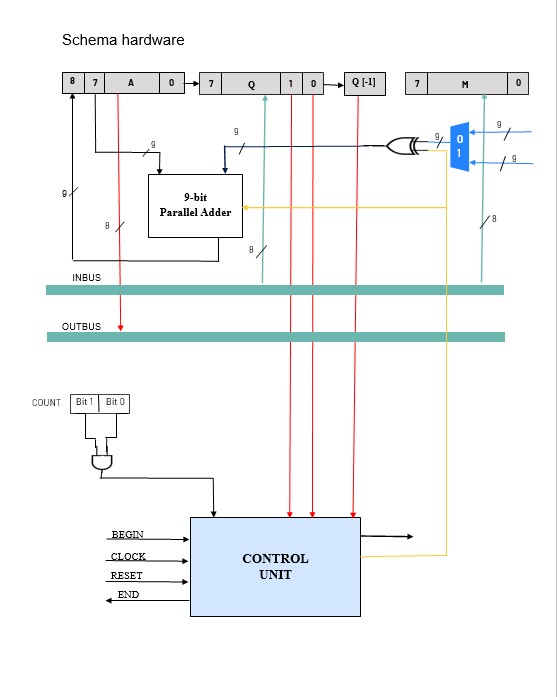 Schema hardware
8 7 A 0 7 Q 1 0 Q [-1] 7 M 0
9 9 9 9 0 1 9
9-bit
Parallel Adder
9 8 8 8
INBUS
OUTBUS
COUNT Bit 1 Bit 0
BEGIN
CLOCK
RESET
END
CONTROL
UNIT